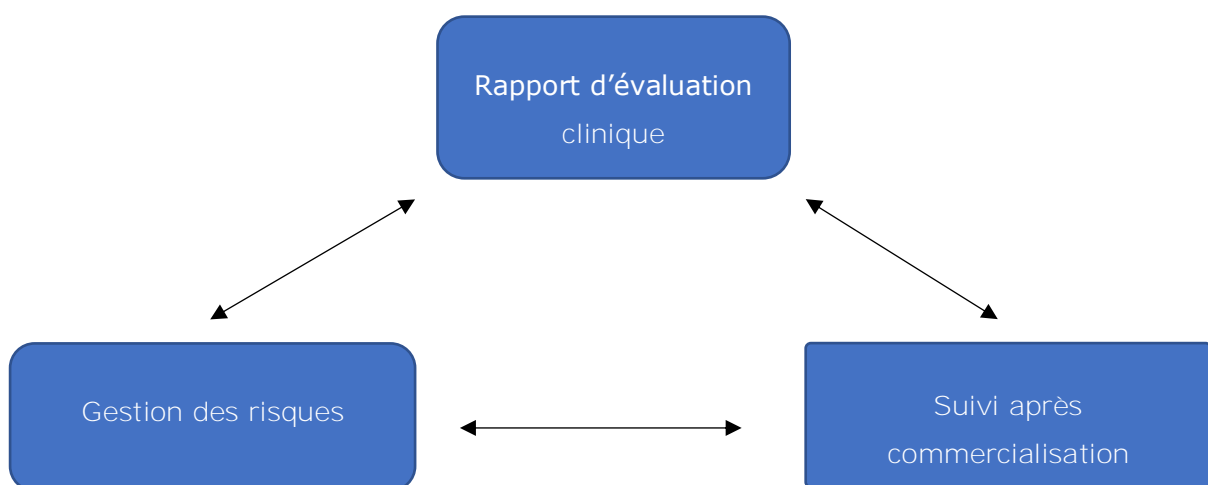 Rapport d’évaluation
clinique
Gestion des risques
Suivi après
commercialisation